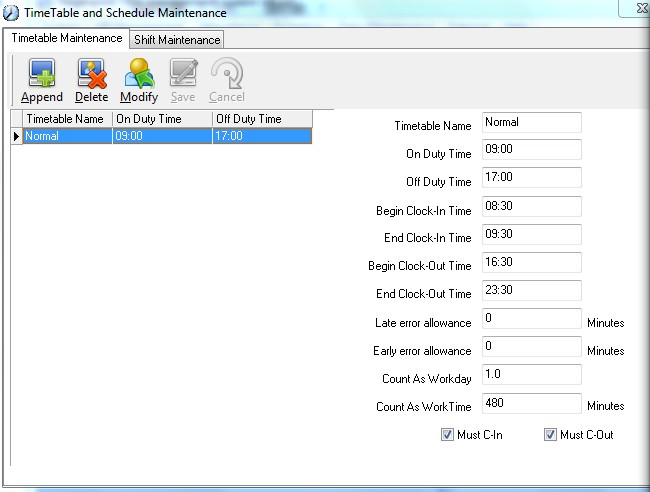 TimeTable and Schedule Maintenance
Timetable Maintenance Shift Maintenance
Append Delete Modify Save Cancel
Timetable Name On Duty Time Off Duty Time
Normal 09:00 17:00
Timetable Name Normal
On Duty Time 09:00
Off Duty Time 17:00
Begin Clock-In Time 08:30
End Clock-In Time 09:30
Begin Clock-Out Time 16:30
End Clock-Out Time 23:30
Late error allowance 0 Minutes
Early error allowance 0 Minutes
Count As Workday 1.0
Count As WorkTime 480 Minutes
Must C-In Must C-Out